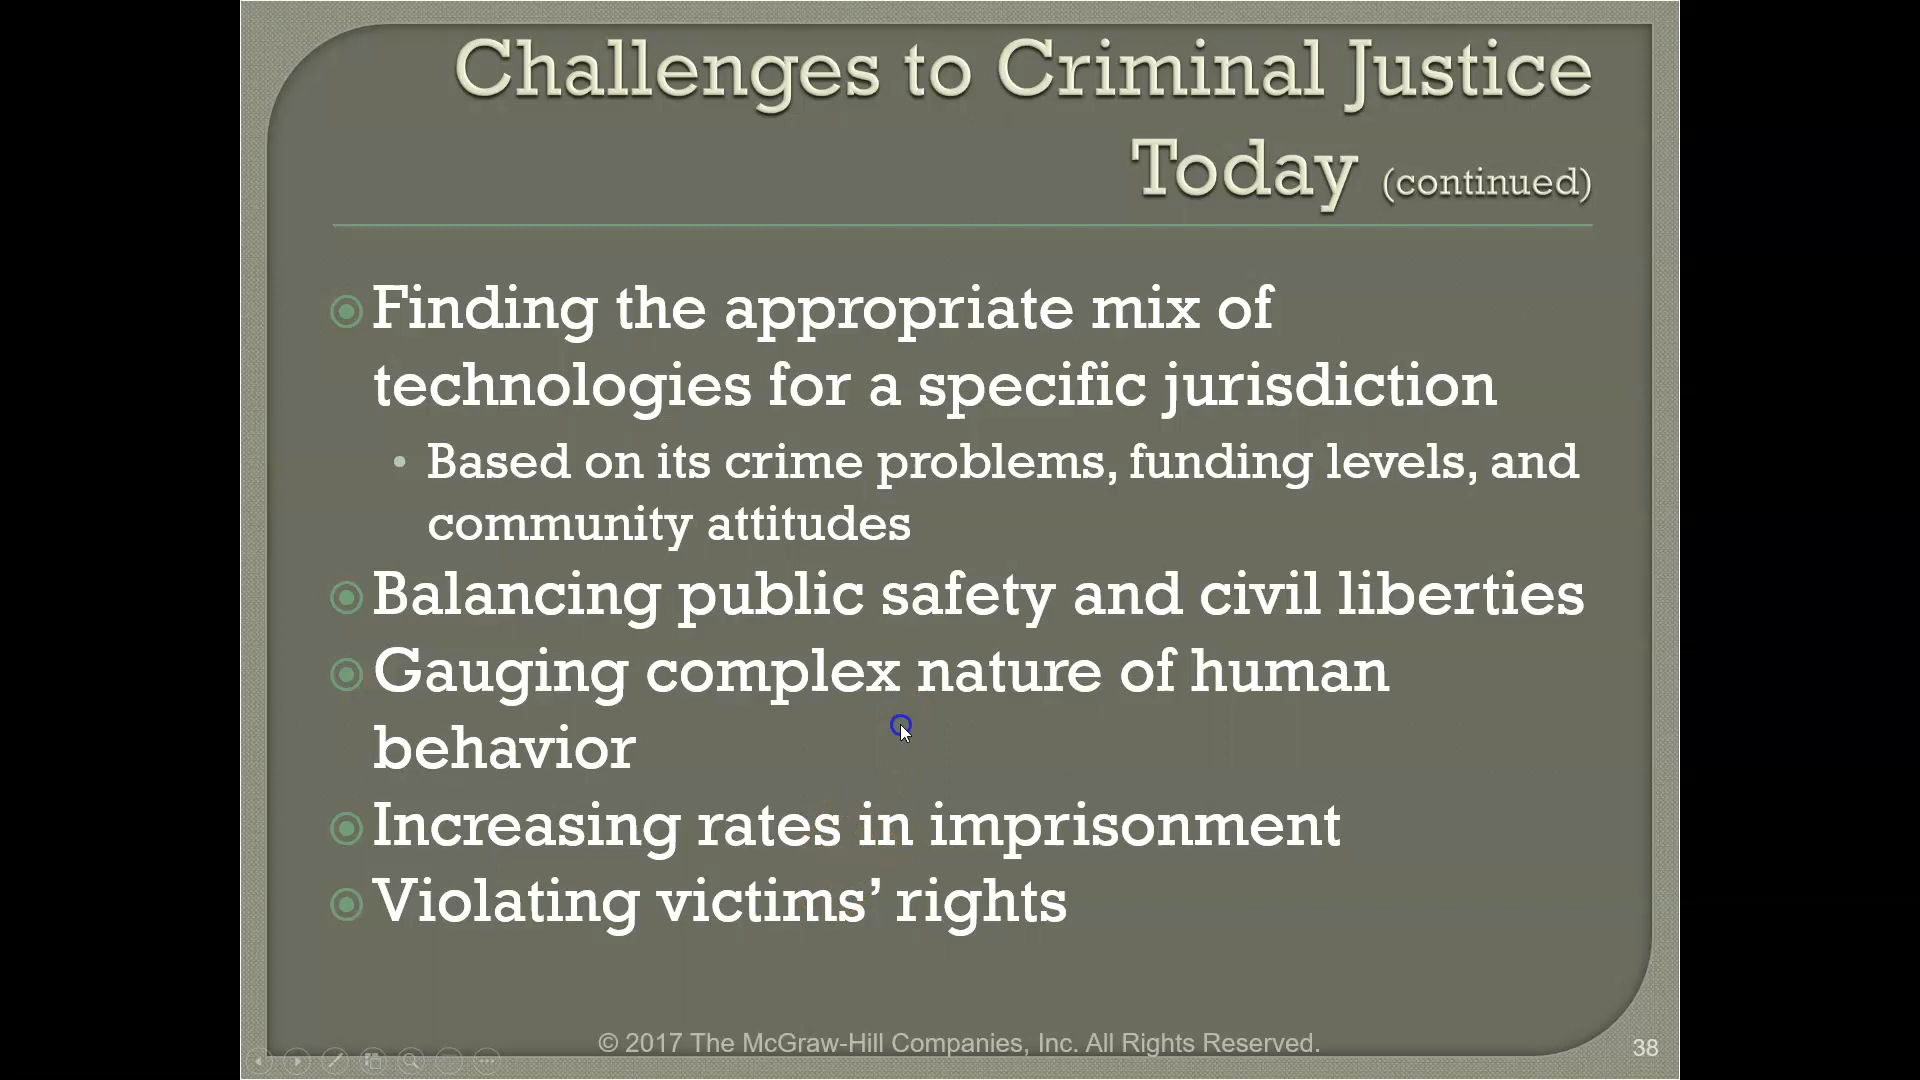 Challenges to Criminal Justice
Today (continued)
Finding the appropriate mix of
technologies for a specific jurisdiction
Based on its crime problems, funding levels, and
community attitudes
Balancing public safety and civil liberties
Gauging complex nature of human
behavior
Increasing rates in imprisonment
Violating victims’ rights
© 2017 The McGraw-Hill Companies, Inc. All Rights Reserved.
38